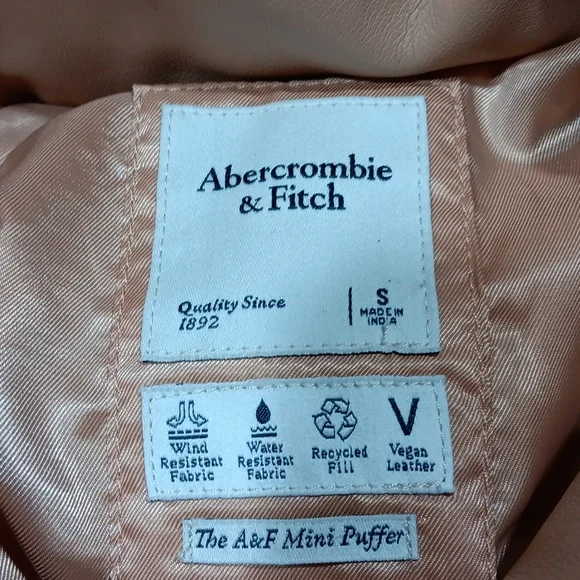 Abercrombie
& Fitch
Quality Since
1892
S
MADE IN
INDIA
Wind
Resistant
Fabric
Water
Resistant
Fabric
Recycled
Fill
V
Vegan
Leather
The A&F Mini Puffer